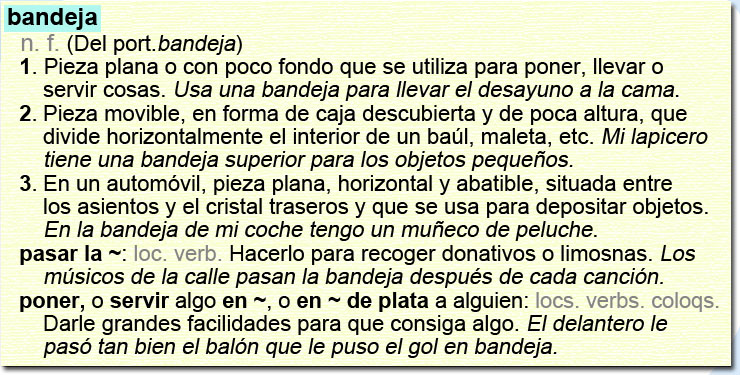 bandeja
n. f. (Del port.bandeja)
1. Pieza plana o con poco fondo que se utiliza para poner, llevar o
servir cosas. Usa una bandeja para llevar el desayuno a la cama.
2. Pieza movible, en forma de caja descubierta y de poca altura, que
divide horizontalmente el interior de un baúl, maleta, etc. Mi lapicero
tiene una bandeja superior para los objetos pequeños.
3. En un automóvil, pieza plana, horizontal y abatible, situada entre
los asientos y el cristal traseros y que se usa para depositar objetos.
En la bandeja de mi coche tengo un muñeco de peluche.
pasar la ~: loc. verb. Hacerlo para recoger donativos o limosnas. Los
músicos de la calle pasan la bandeja después de cada canción.
poner, o servir algo en ~, o en ~ de plata a alguien: locs. verbs. coloqs.
Darle grandes facilidades para que consiga algo. El delantero le
pasó tan bien el balón que le puso el gol en bandeja.